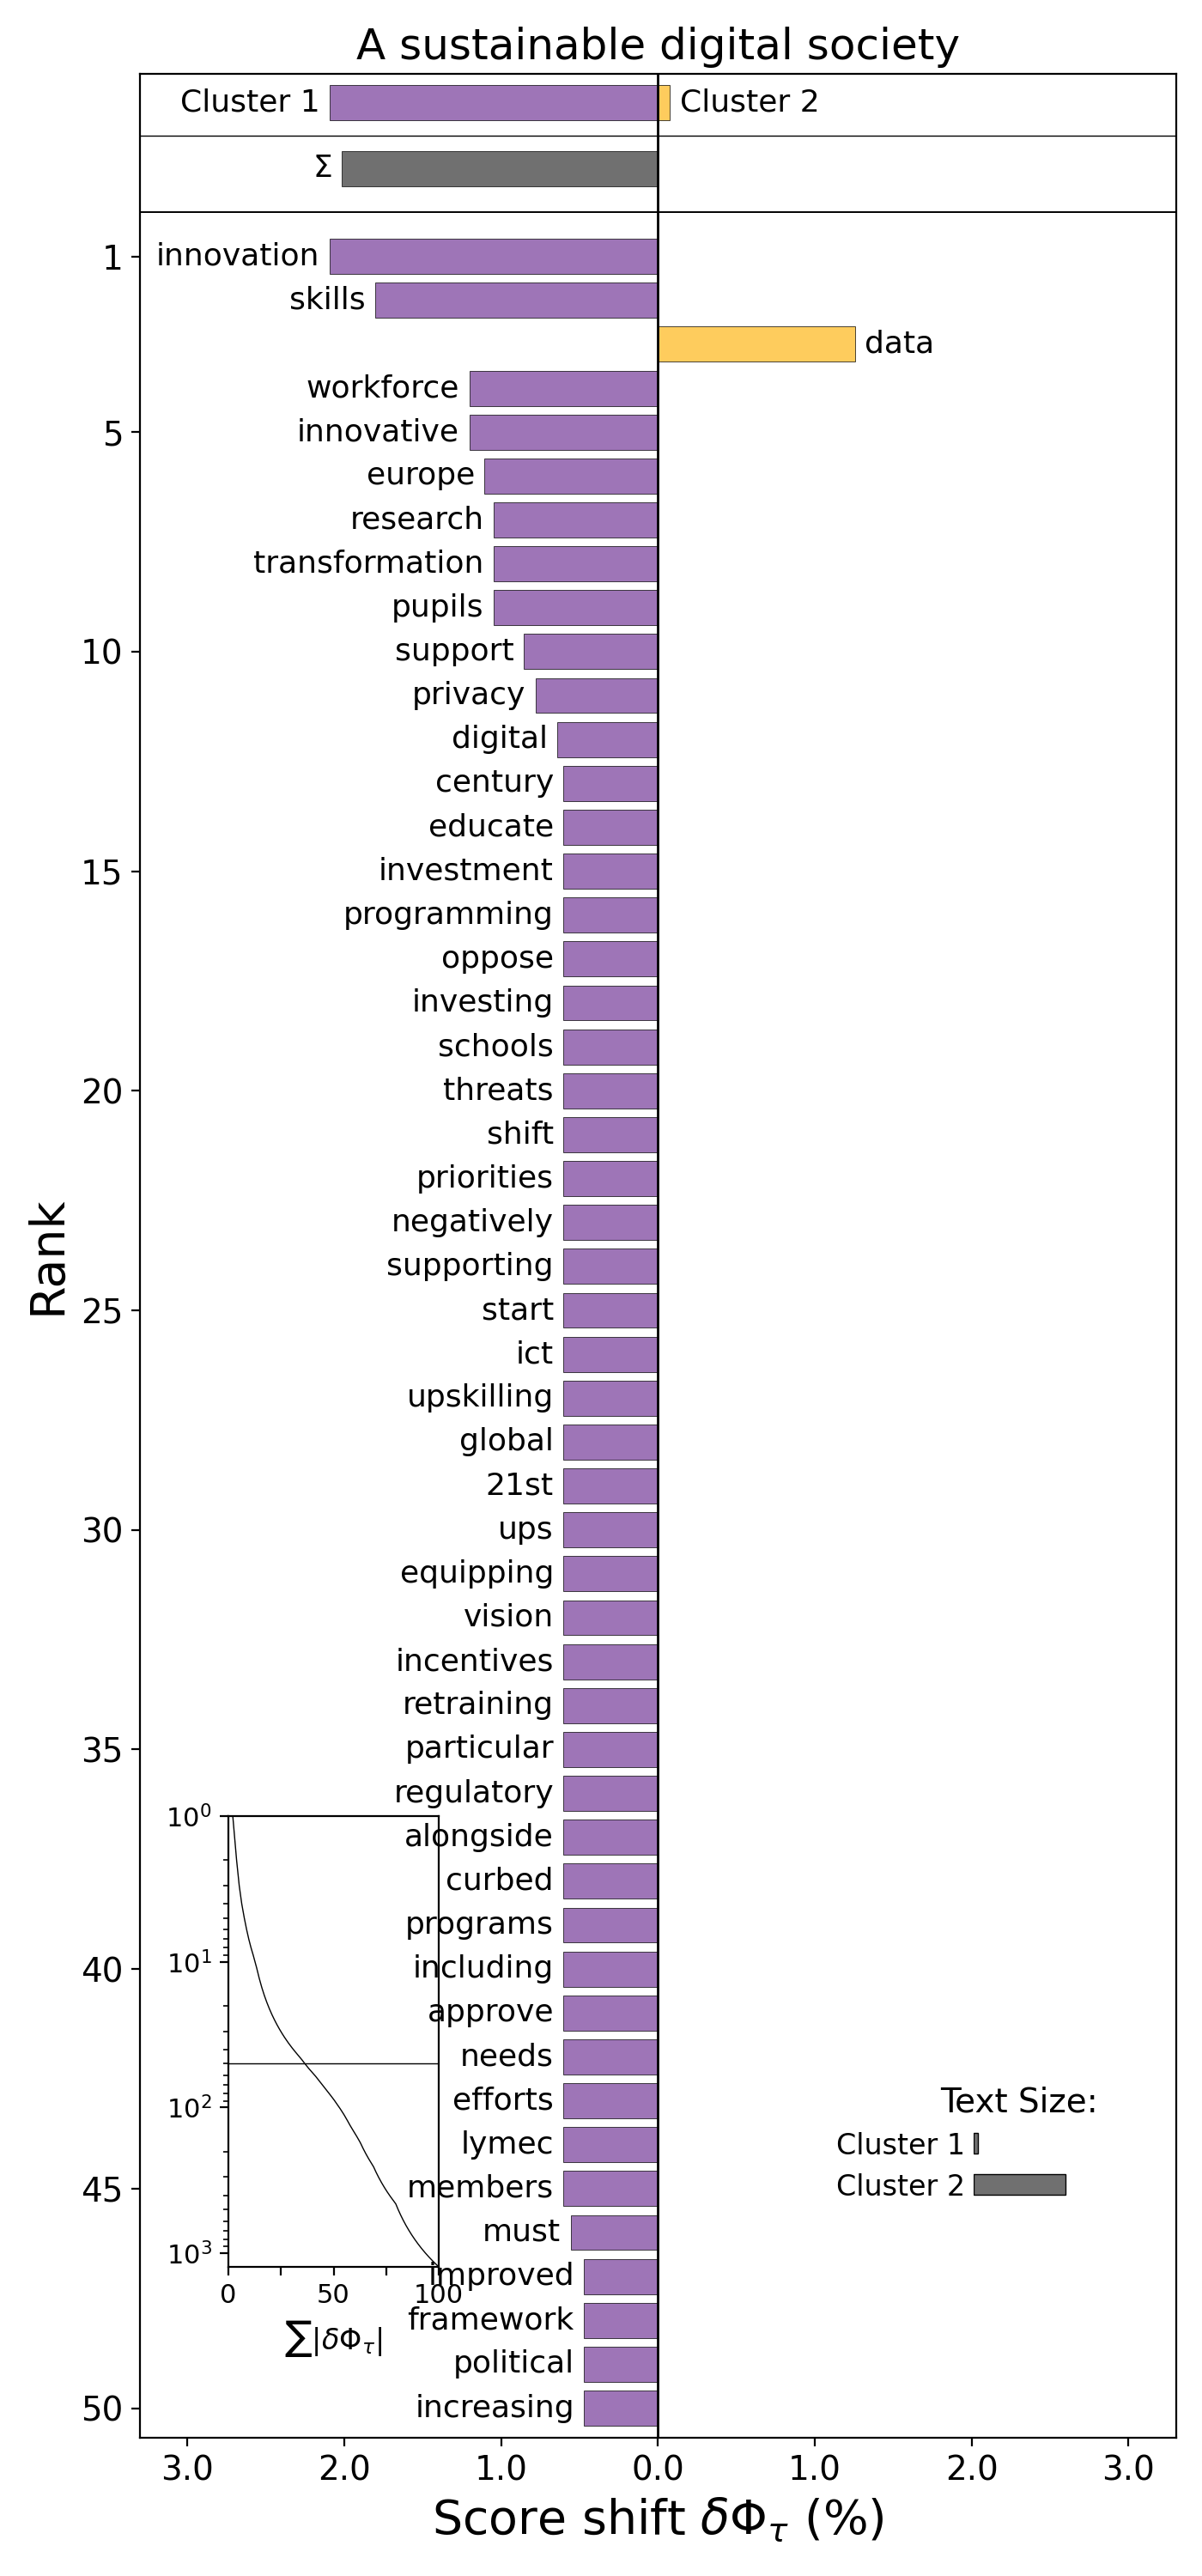 A sustainable digital society
Cluster 1 Cluster 2
Σ
1 innovation
skills
data
workforce
5 innovative
europe
research
transformation
pupils
10 support
privacy
digital
century
educate
15 investment
programming
oppose
investing
schools
20 threats
shift
priorities
negatively
supporting
25 start
ict
upskilling
global
21st
30 ups
equipping
vision
incentives
retraining
35 particular
regulatory
alongside
curbed
programs
40 including
approve
needs
efforts
lymec
45 members
must
improved
framework
political
50 increasing
Rank
10⁰
10¹
10²
10³
0 50 100
∑|δΦ_τ|
Text Size:
Cluster 1
Cluster 2
3.0 2.0 1.0 0.0 1.0 2.0 3.0
Score shift δΦ_τ (%)